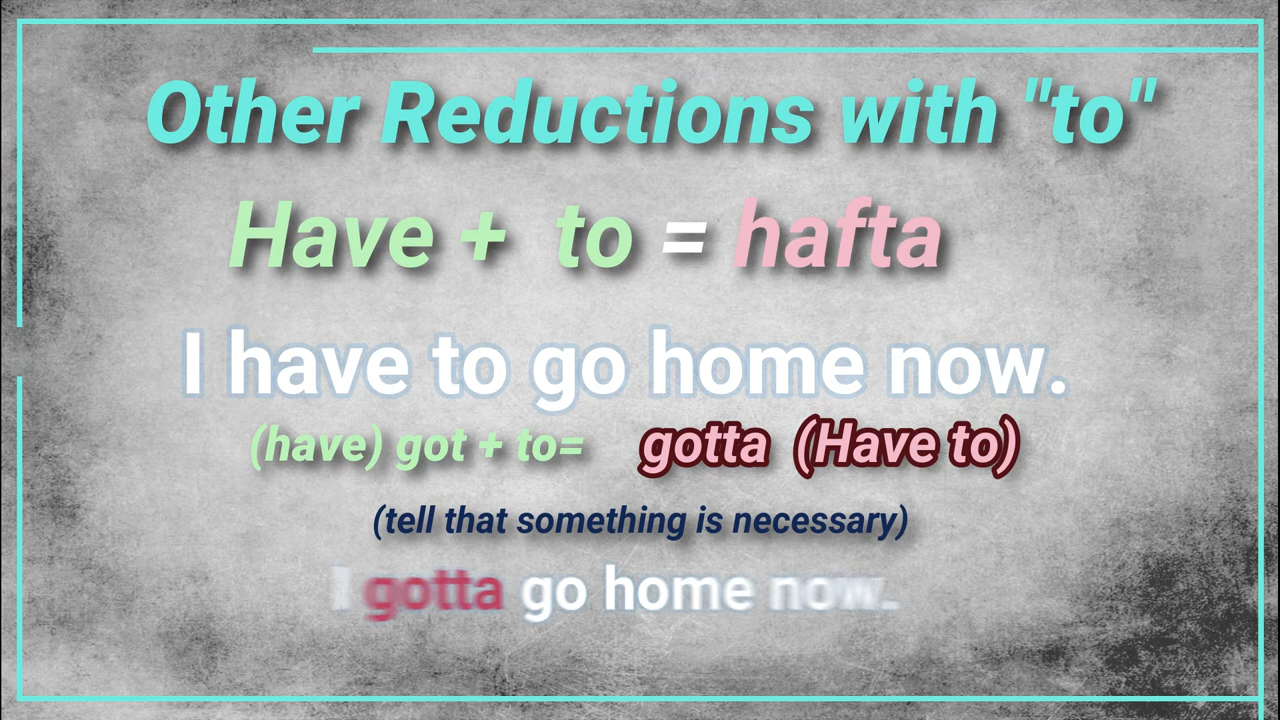 Other Reductions with "to"
Have + to = hafta
I have to go home now.
(have) got + to= gotta (Have to)
(tell that something is necessary)
I gotta go home now.